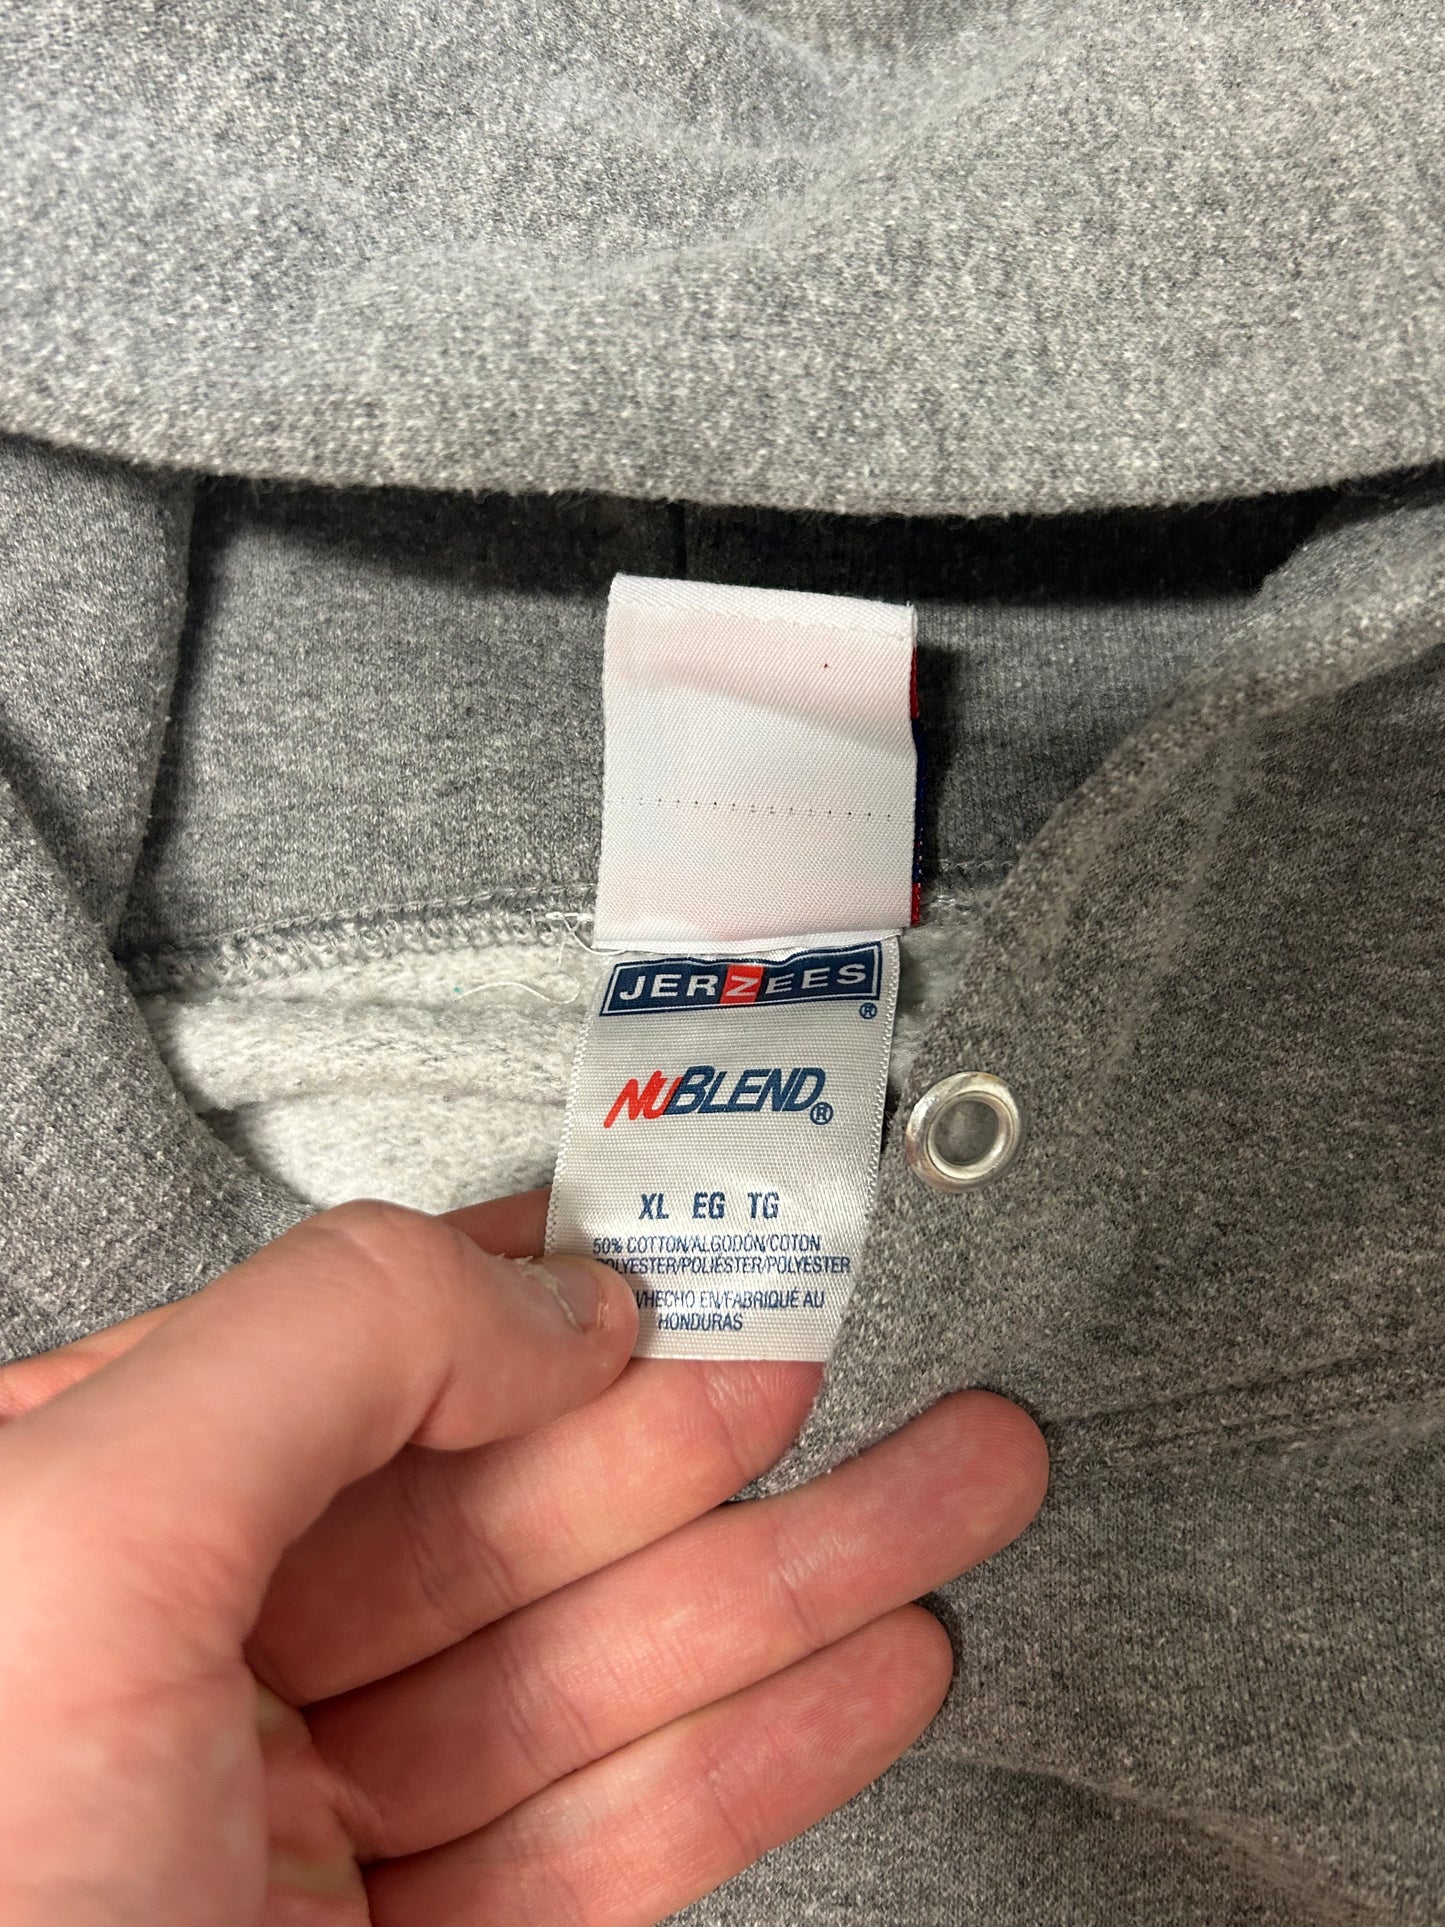 JERZEES
®
NUBLEND®
XL EG TG
50% COTTON/ALGODON/COTON
POLYESTER/POLIÉSTER/POLYESTER
/HECHO EN/FABRIQUÉ AU
HONDURAS